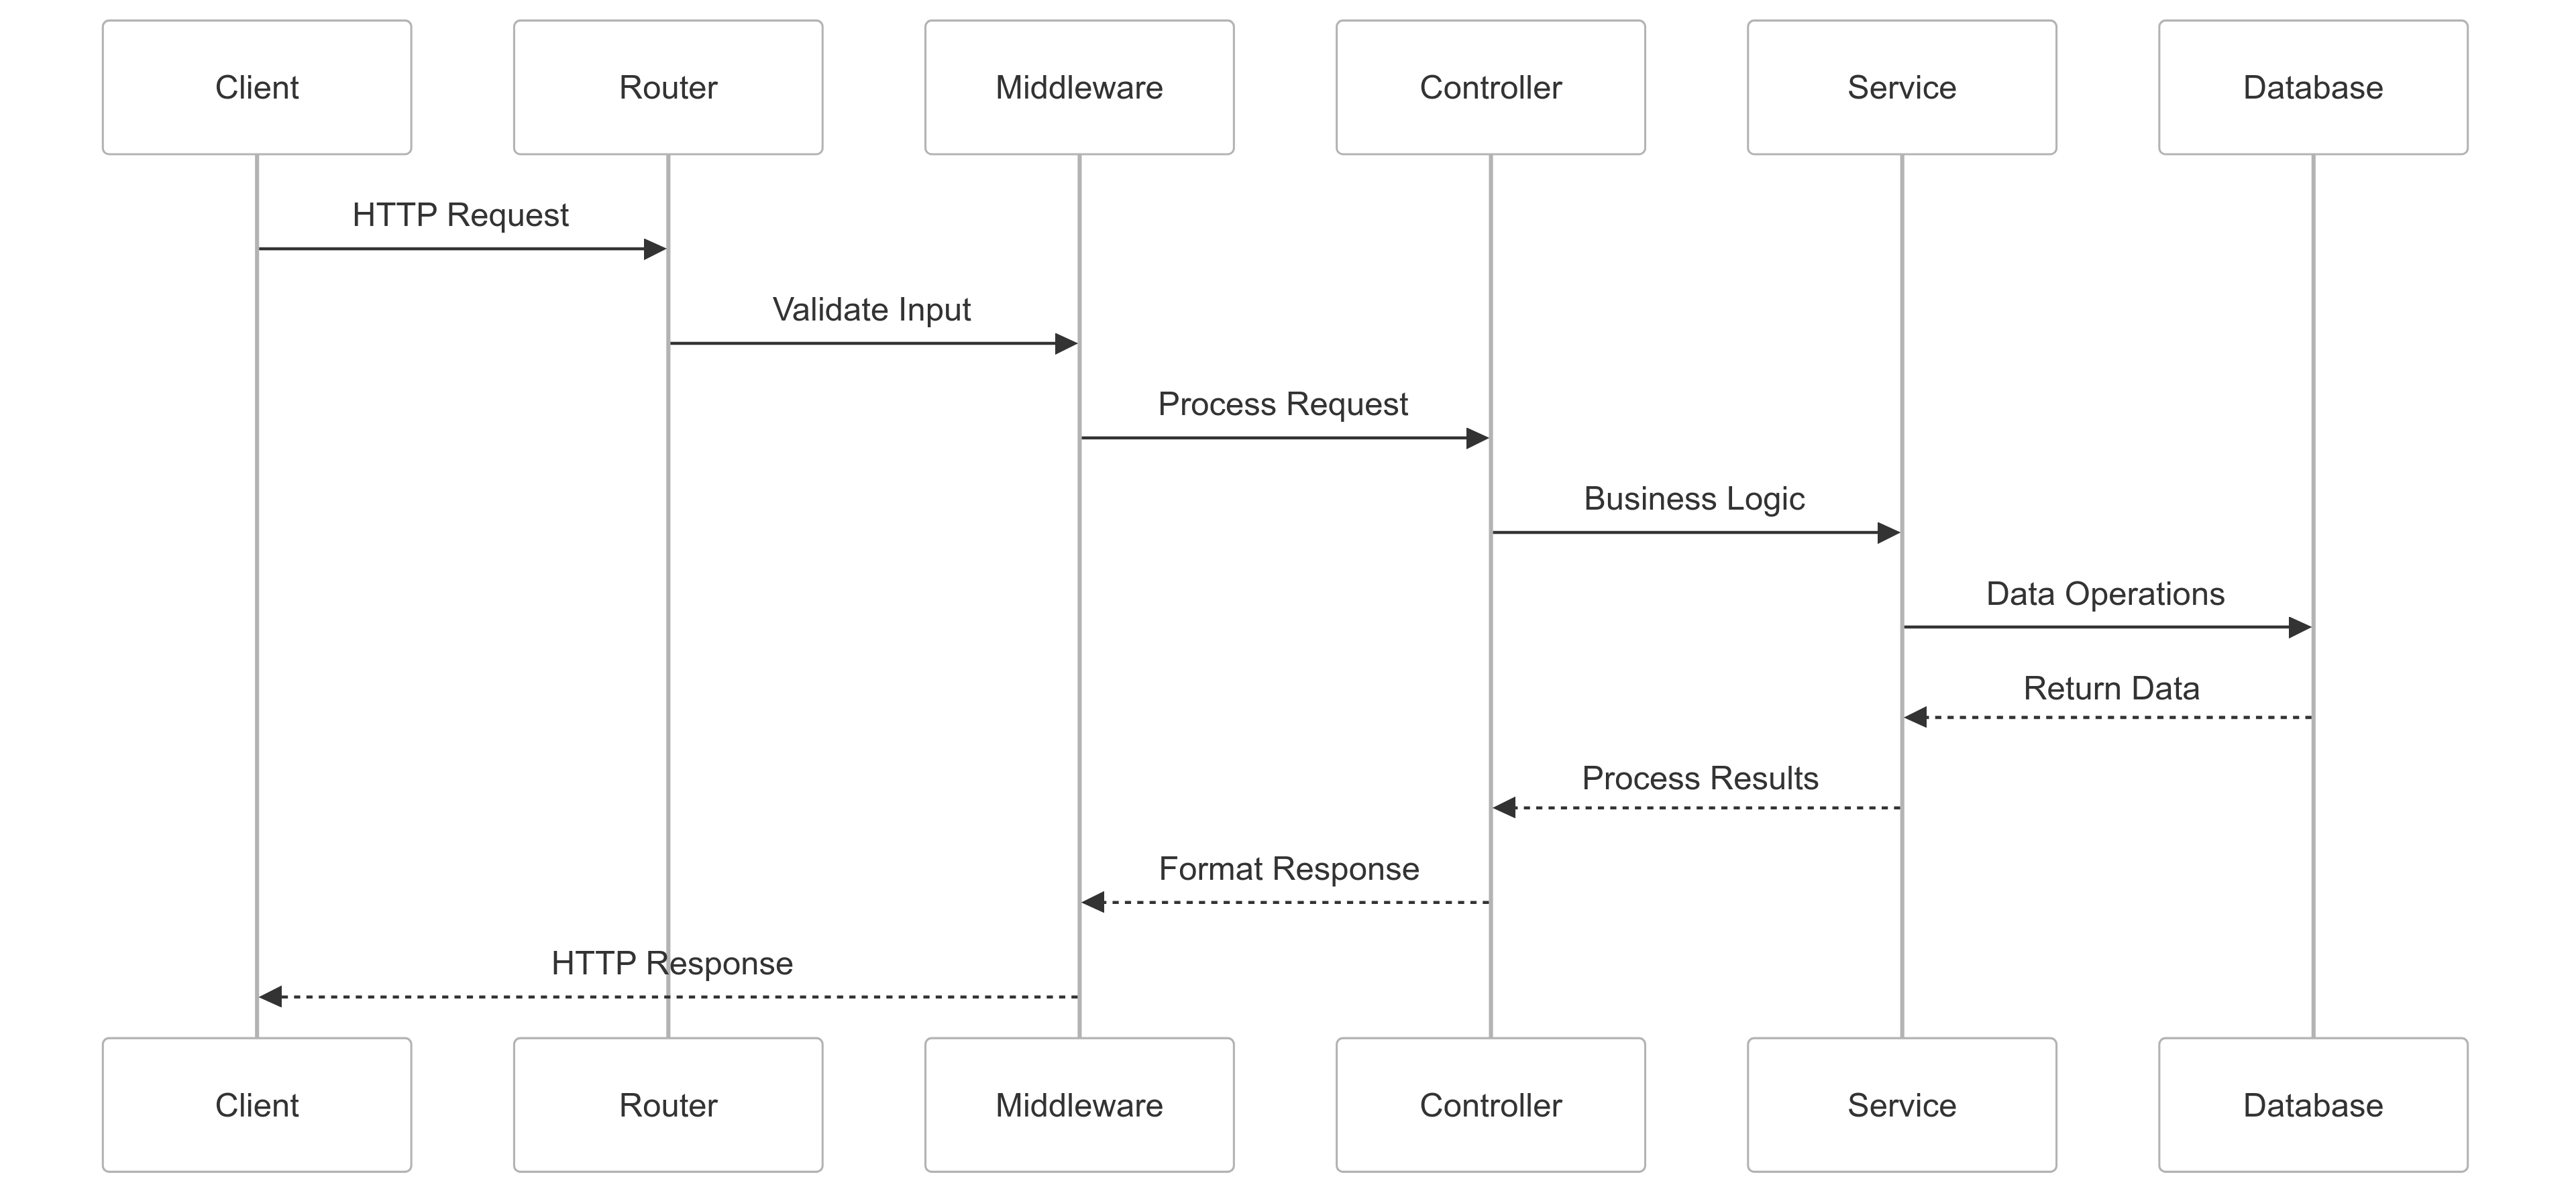 Client
Router
Middleware
Controller
Service
Database
HTTP Request
Validate Input
Process Request
Business Logic
Data Operations
Return Data
Process Results
Format Response
HTTP Response
Client
Router
Middleware
Controller
Service
Database